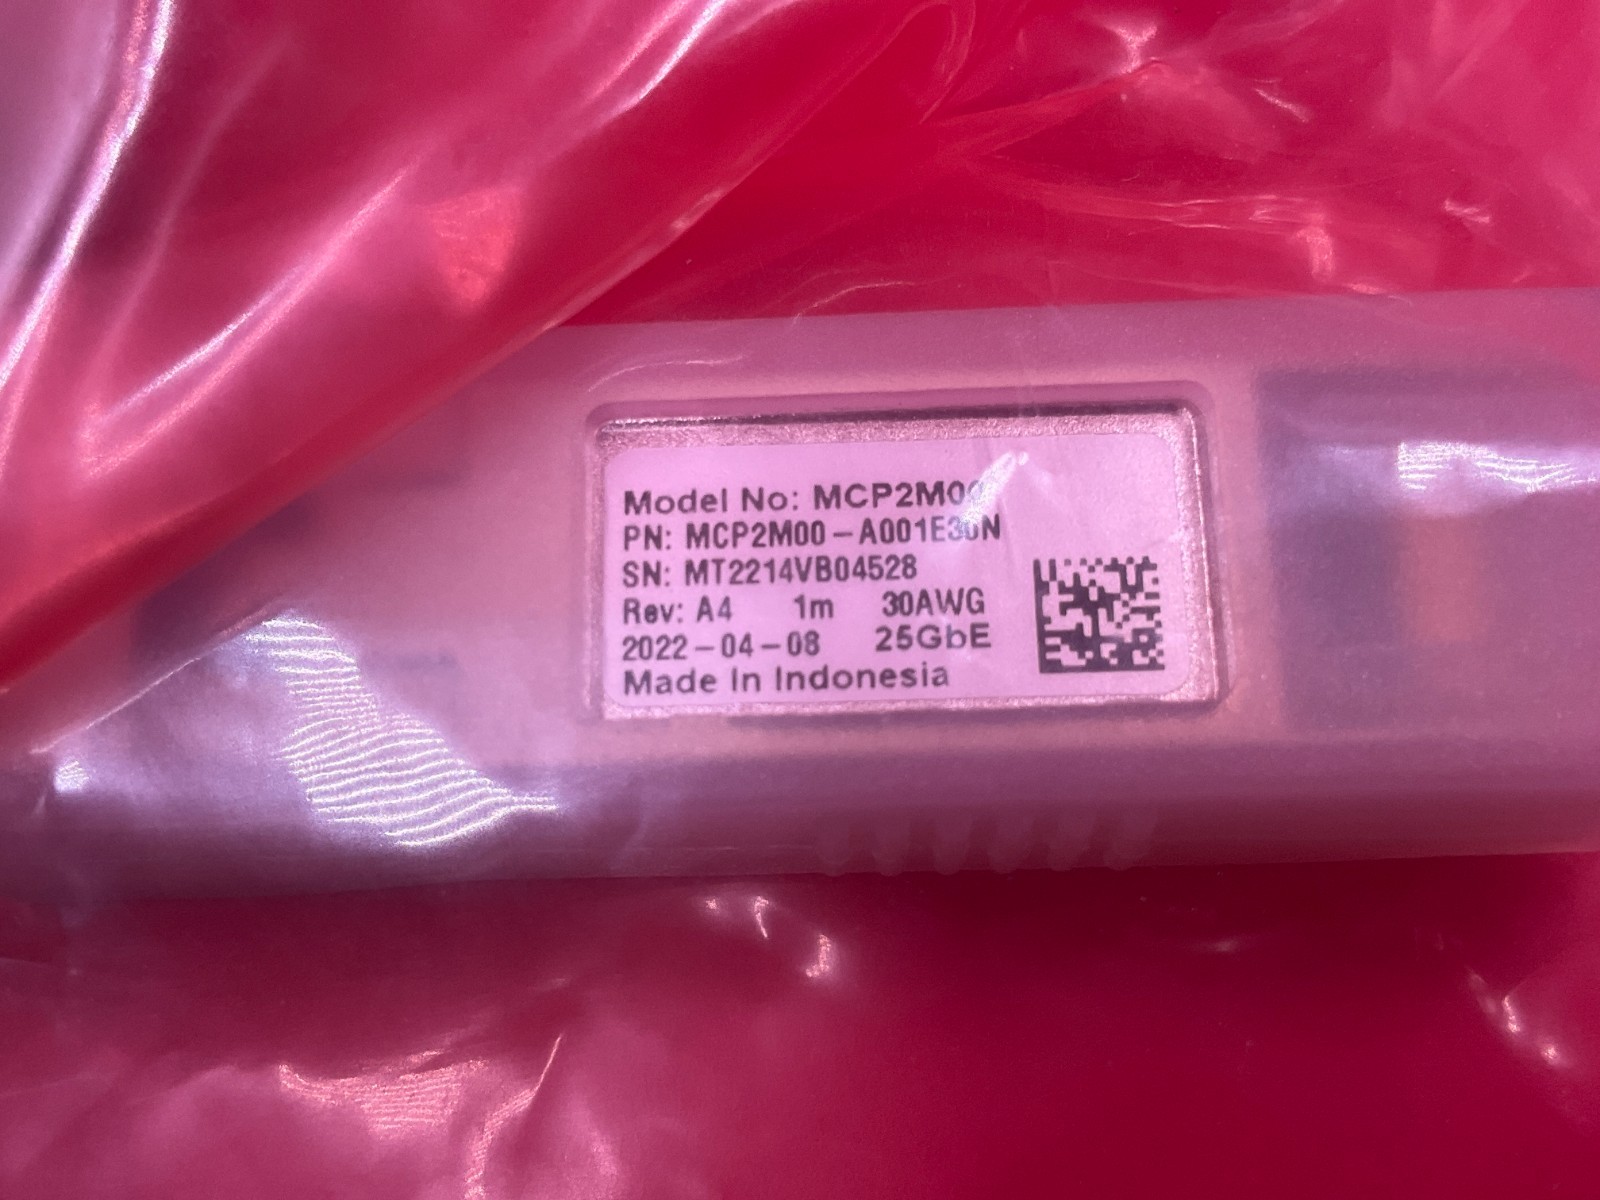 Model No: MCP2M00
PN: MCP2M00-A001E30N
SN: MT2214VB04528
Rev: A4 1m 30AWG
2022-04-08 25GbE
Made In Indonesia